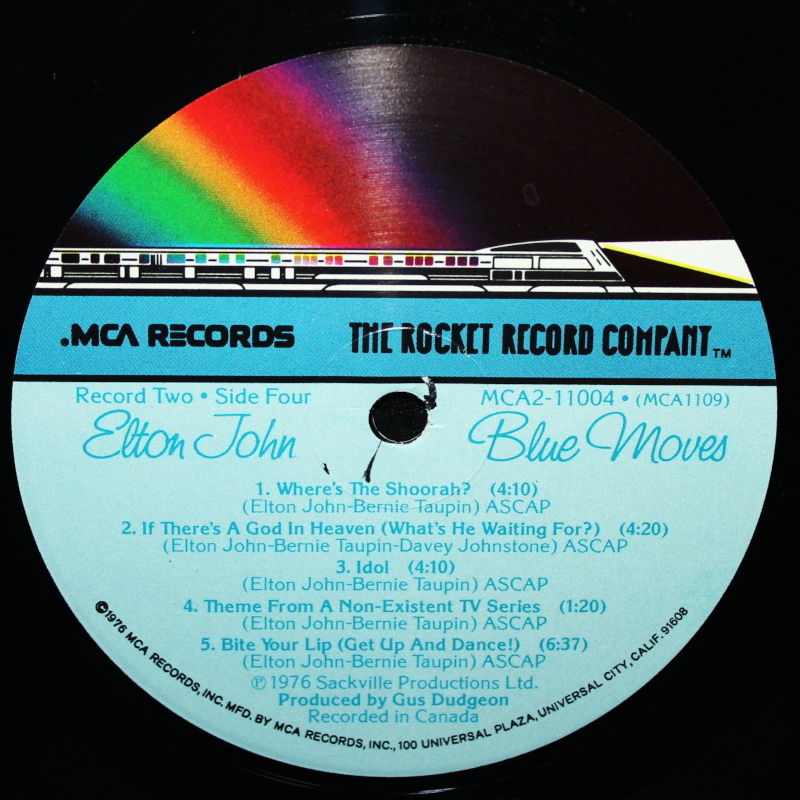 .MCA RECORDS THE ROCKET RECORD COMPANY™
Record Two • Side Four MCA2-11004 • (MCA1109)
Elton John Blue Moves
1. Where's The Shoorah? (4:10)
(Elton John-Bernie Taupin) ASCAP
2. If There's A God In Heaven (What's He Waiting For?) (4:20)
(Elton John-Bernie Taupin-Davey Johnstone) ASCAP
3. Idol (4:10)
(Elton John-Bernie Taupin) ASCAP
4. Theme From A Non-Existent TV Series (1:20)
(Elton John-Bernie Taupin) ASCAP
5. Bite Your Lip (Get Up And Dance!) (6:37)
(Elton John-Bernie Taupin) ASCAP
℗ 1976 Sackville Productions Ltd.
Produced by Gus Dudgeon
Recorded in Canada
©1976 MCA RECORDS, INC. MFD. BY MCA RECORDS, INC., 100 UNIVERSAL PLAZA, UNIVERSAL CITY, CALIF. 91608